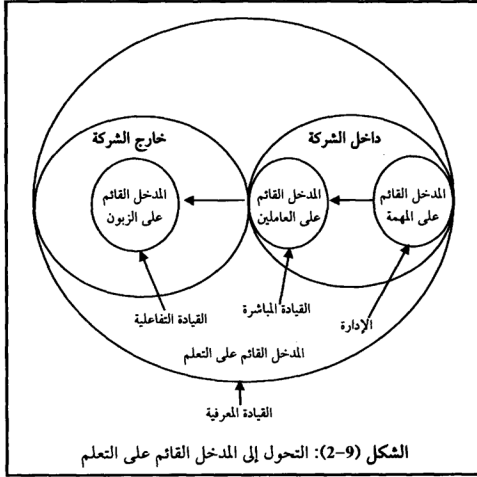 داخل الشركة
خارج الشركة
المدخل القائم
على المهمة
المدخل القائم
على العاملين
المدخل القائم
على الزبون
الإدارة
القيادة المباشرة
القيادة التفاعلية
المدخل القائم على التعلم
القيادة المعرفية
الشكل (9-2): التحول إلى المدخل القائم على التعلم